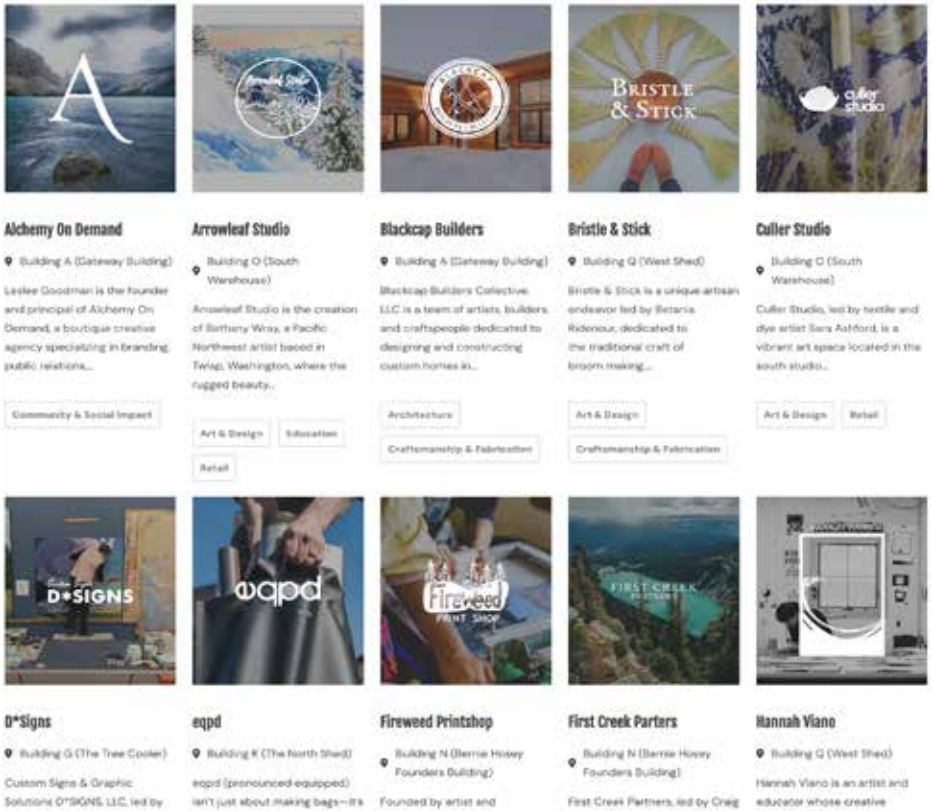 A
Arrowleaf Studio
BLACKCAP
BRISTLE
& STICK
culler
studio
Alchemy On Demand
Building A (Gateway Building)
Leslee Goodman is the founder
and principal of Alchemy On
Demand, a boutique creative
agency specializing in branding,
public relations...
Community & Social Impact
Arrowleaf Studio
Building O (South
Warehouse)
Arrowleaf Studio is the creation
of Bethany Wray, a Pacific
Northwest artist based in
Twisp, Washington, where the
rugged beauty...
Art & Design
Education
Retail
Blackcap Builders
Building A (Gateway Building)
Blackcap Builders Collective,
LLC is a team of artists, builders,
and craftspeople dedicated to
designing and constructing
custom homes in...
Architecture
Craftsmanship & Fabrication
Bristle & Stick
Building Q (West Shed)
Bristle & Stick is a unique artisan
endeavor led by Betania
Ridenour, dedicated to
the traditional craft of
broom making...
Art & Design
Craftsmanship & Fabrication
Culler Studio
Building O (South
Warehouse)
Culler Studio, led by textile and
dye artist Sara Ashford, is a
vibrant art space located in the
south studio...
Art & Design
Retail
D*SIGNS
eqpd
Fireweed
PRINT SHOP
FIRST CREEK
PARTNERS
HANNAH VIANO
D*Signs
Building G (The Tree Cooler)
Custom Signs & Graphic
Solutions D*SIGNS, LLC, led by
eqpd
Building K (The North Shed)
eqpd (pronounced equipped)
isn't just about making bags—it's
Fireweed Printshop
Building N (Bernie Hosey
Founders Building)
Founded by artist and
First Creek Parters
Building N (Bernie Hosey
Founders Building)
First Creek Partners, led by Craig
Hannah Viano
Building Q (West Shed)
Hannah Viano is an artist and
educator whose creative